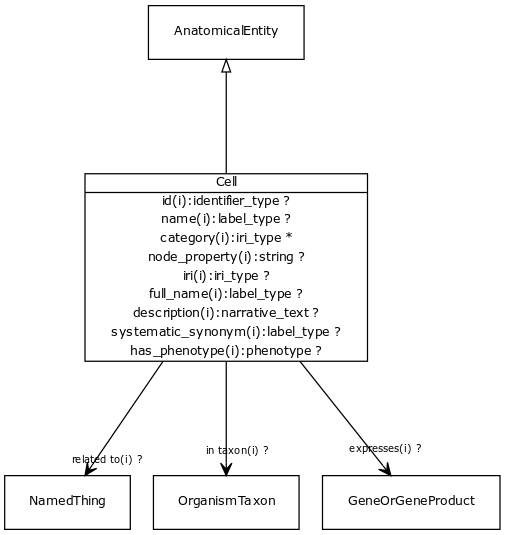 AnatomicalEntity
Cell
id(i):identifier_type ?
name(i):label_type ?
category(i):iri_type *
node_property(i):string ?
iri(i):iri_type ?
full_name(i):label_type ?
description(i):narrative_text ?
systematic_synonym(i):label_type ?
has_phenotype(i):phenotype ?
related to(i) ?
in taxon(i) ?
expresses(i) ?
NamedThing
OrganismTaxon
GeneOrGeneProduct